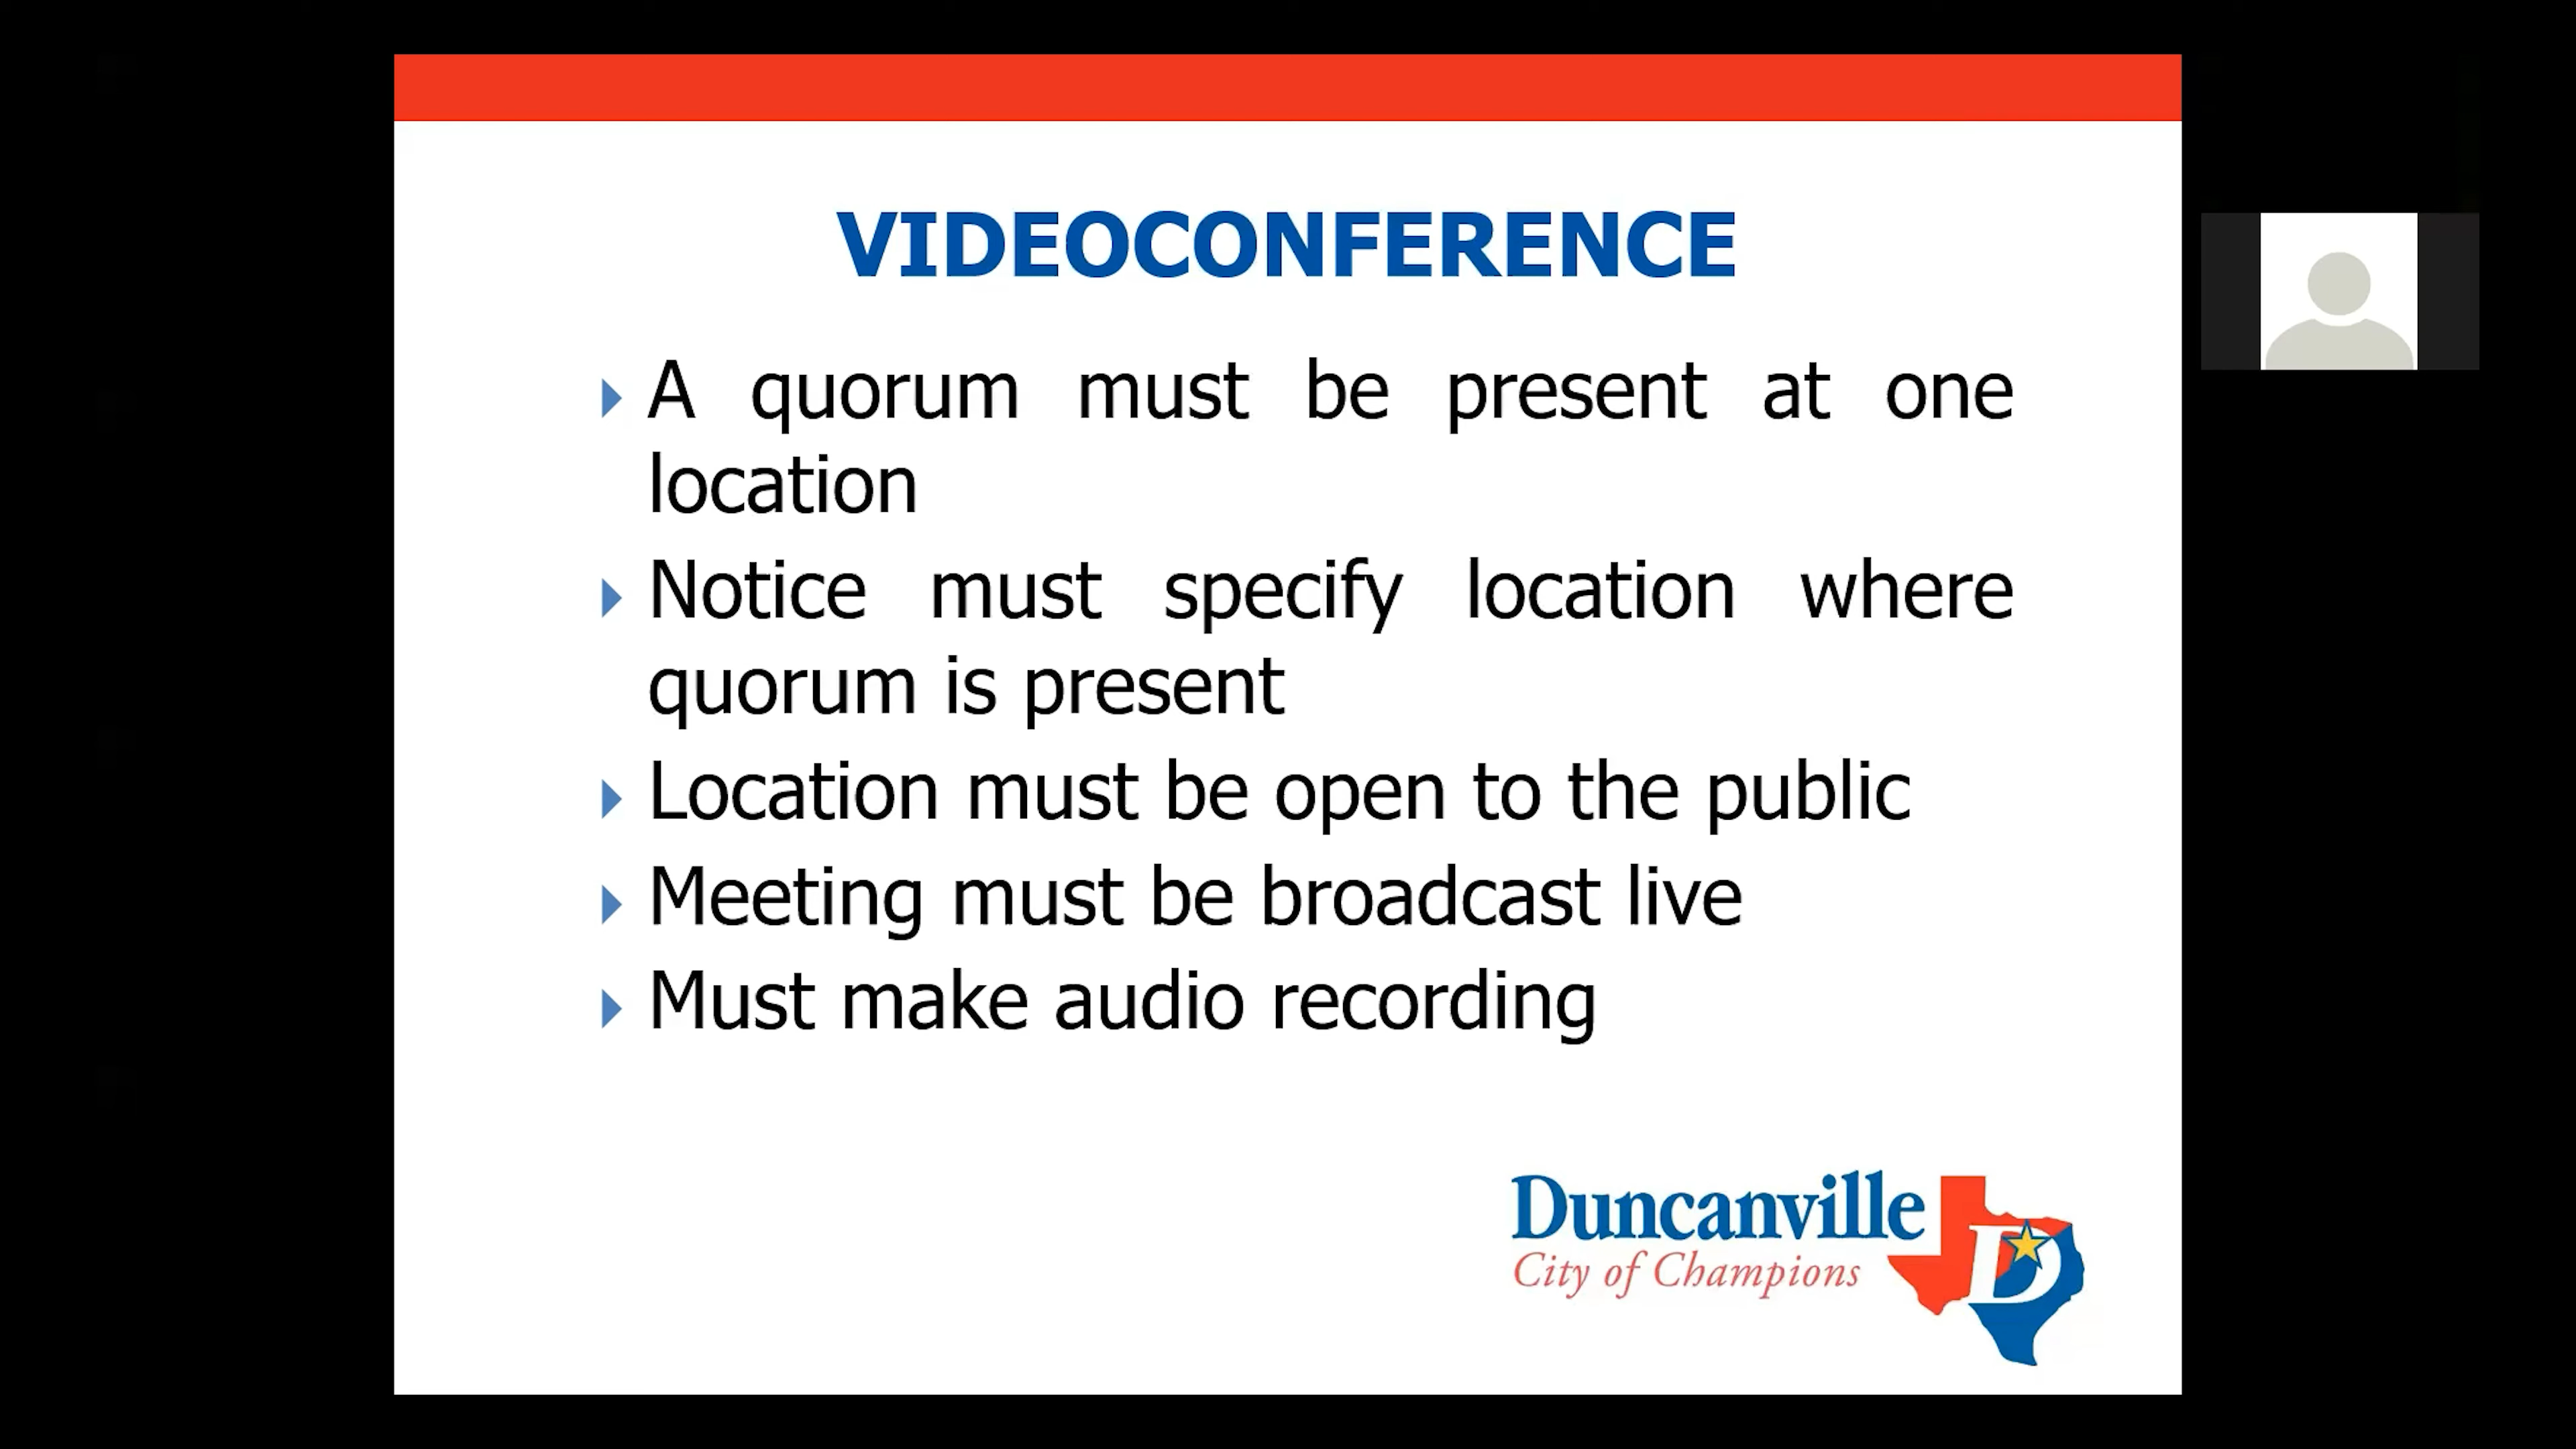 VIDEOCONFERENCE
A quorum must be present at one
location
Notice must specify location where
quorum is present
Location must be open to the public
Meeting must be broadcast live
Must make audio recording
Duncanville
City of Champions
D